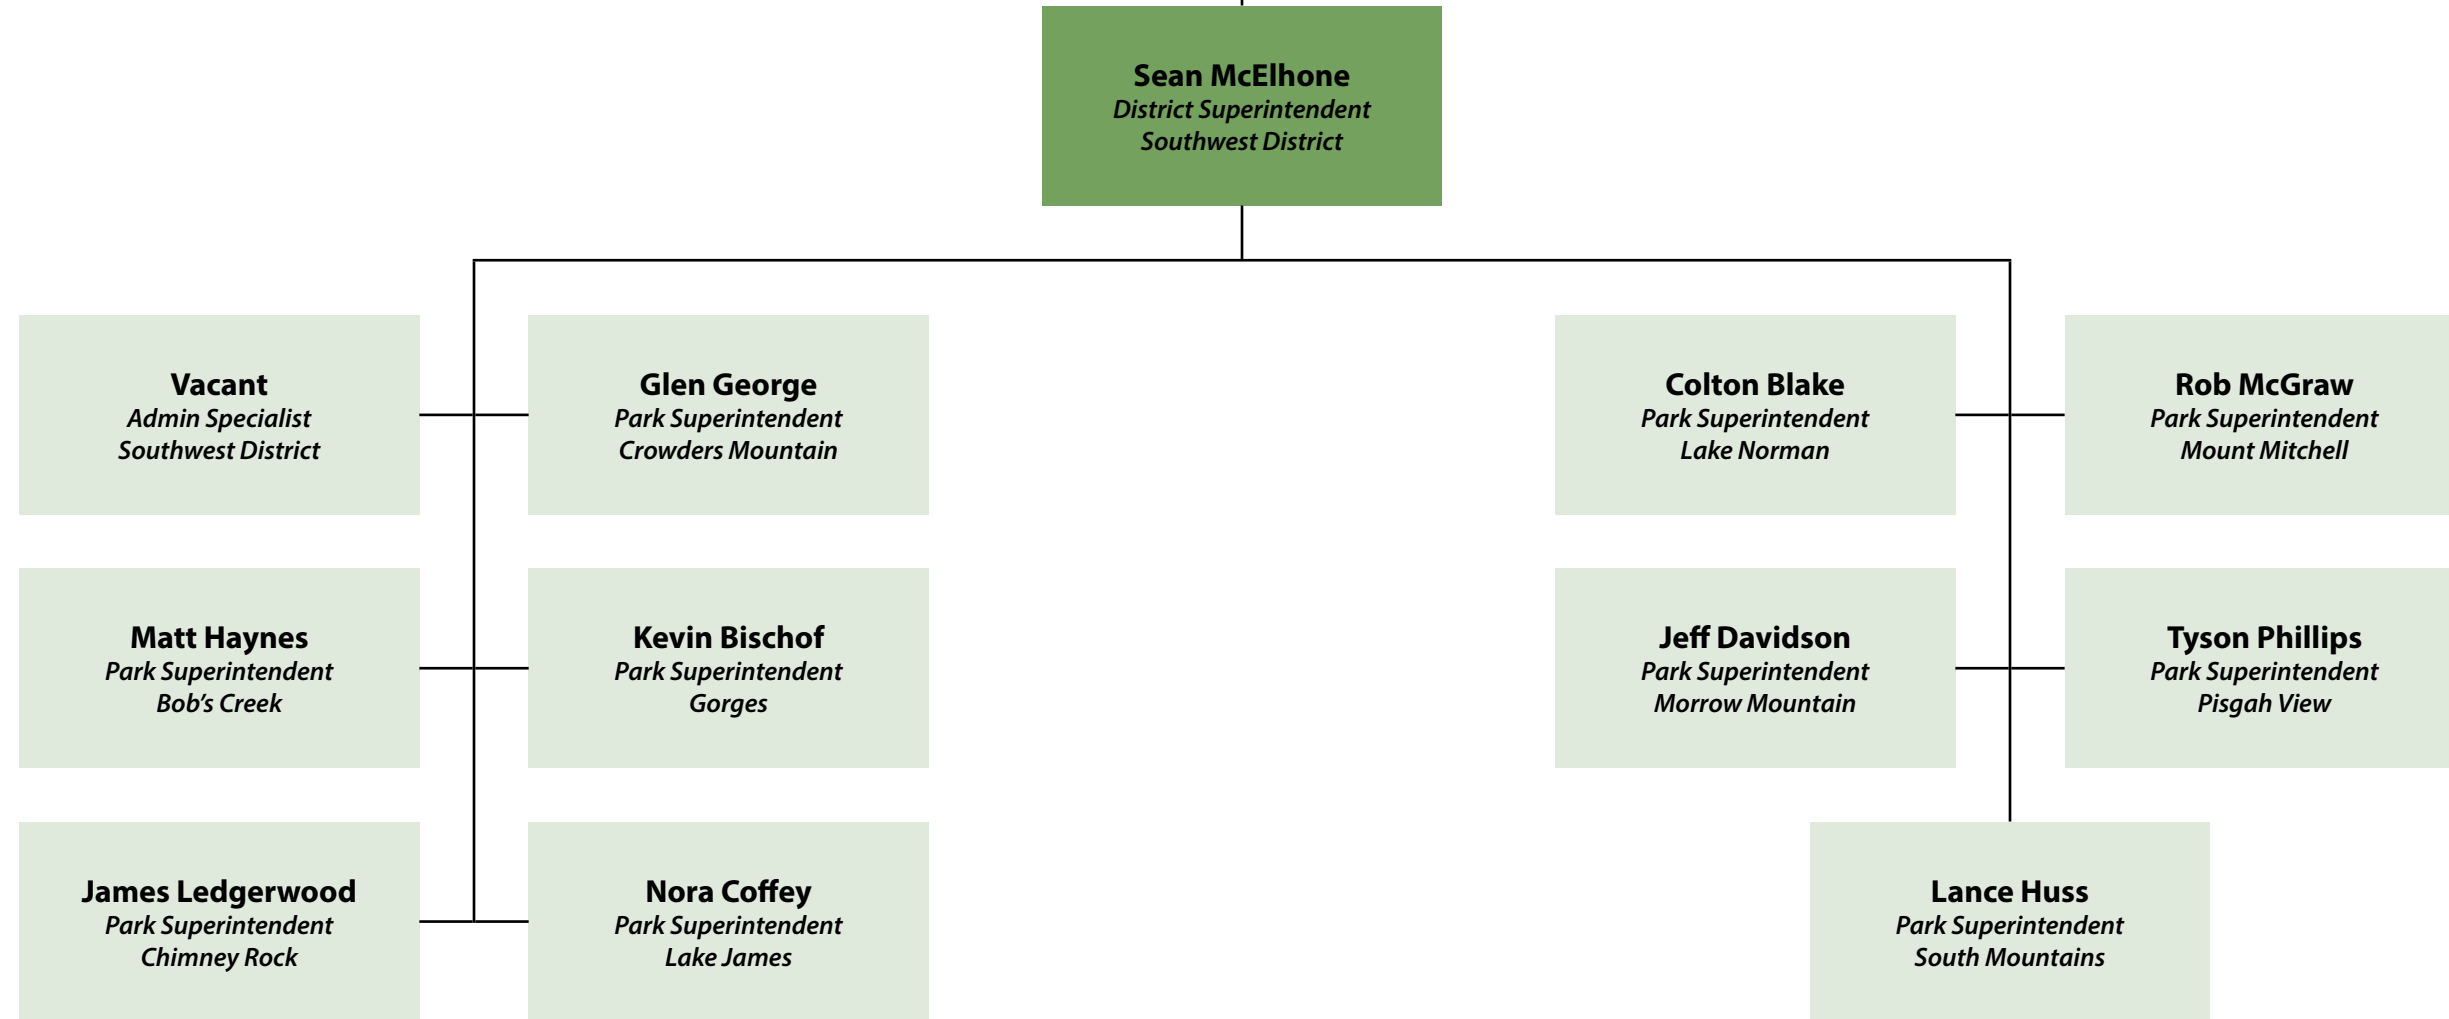 Sean McElhone
District Superintendent
Southwest District
Vacant
Admin Specialist
Southwest District
Glen George
Park Superintendent
Crowders Mountain
Colton Blake
Park Superintendent
Lake Norman
Rob McGraw
Park Superintendent
Mount Mitchell
Matt Haynes
Park Superintendent
Bob’s Creek
Kevin Bischof
Park Superintendent
Gorges
Jeff Davidson
Park Superintendent
Morrow Mountain
Tyson Phillips
Park Superintendent
Pisgah View
James Ledgerwood
Park Superintendent
Chimney Rock
Nora Coffey
Park Superintendent
Lake James
Lance Huss
Park Superintendent
South Mountains